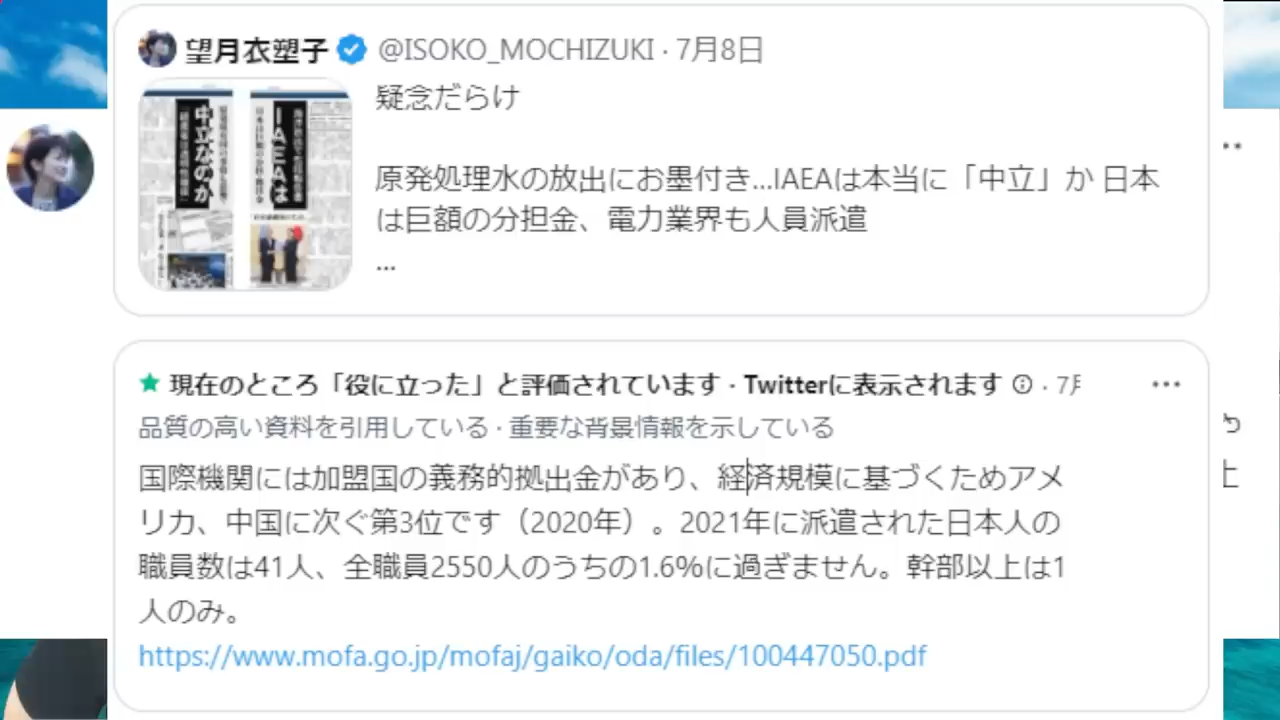 望月衣塑子 @ISOKO_MOCHIZUKI · 7月8日
疑念だらけ
中立なのか
IAEAは
原発処理水の放出にお墨付き...IAEAは本当に「中立」か 日本
は巨額の分担金、電力業界も人員派遣
...
現在のところ「役に立った」と評価されています · Twitterに表示されます · 7月
品質の高い資料を引用している · 重要な背景情報を示している
国際機関には加盟国の義務的拠出金があり、経済規模に基づくためアメ
リカ、中国に次ぐ第3位です（2020年）。2021年に派遣された日本人の
職員数は41人、全職員2550人のうちの1.6%に過ぎません。幹部以上は1
人のみ。
https://www.mofa.go.jp/mofaj/gaiko/oda/files/100447050.pdf